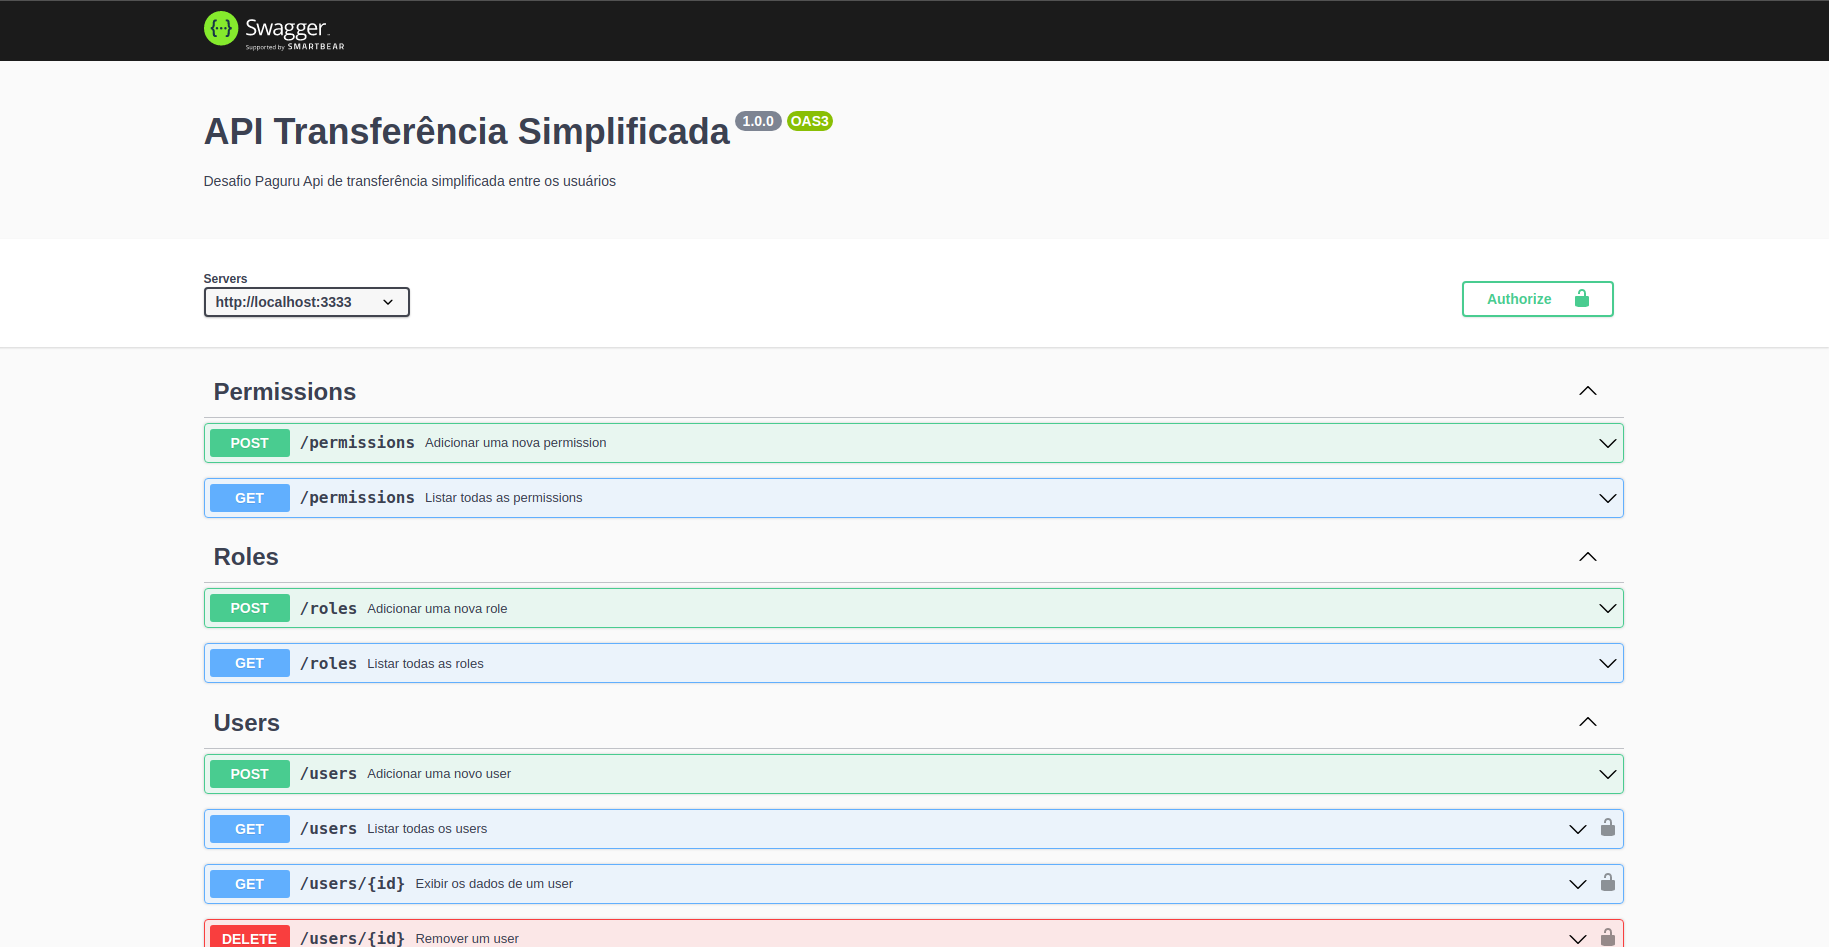 Swagger
Supported by SMARTBEAR
API Transferência Simplificada 1.0.0 OAS3
Desafio Paguru Api de transferência simplificada entre os usuários
Servers
http://localhost:3333
Authorize
Permissions
POST /permissions Adicionar uma nova permission
GET /permissions Listar todas as permissions
Roles
POST /roles Adicionar uma nova role
GET /roles Listar todas as roles
Users
POST /users Adicionar uma novo user
GET /users Listar todas os users
GET /users/{id} Exibir os dados de um user
DELETE /users/{id} Remover um user